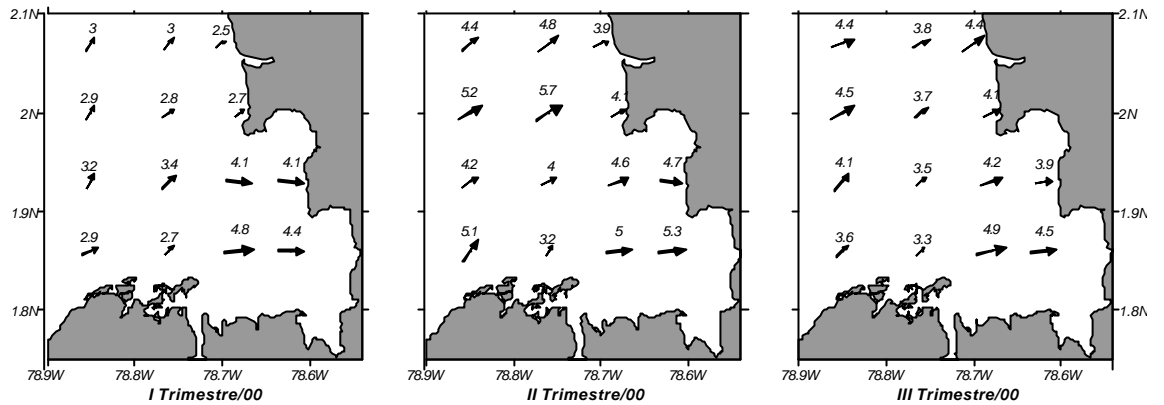 2.1N 2.1N
3 3 2.5 4.4 4.8 3.9 4.4 3.8 4.4
2.9 2.8 2.7 5.2 5.7 4.1 4.5 3.7 4.1
2N 2N
3.2 3.4 4.1 4.1 4.2 4 4.6 4.7 4.1 3.5 4.2 3.9
1.9N 1.9N
2.9 2.7 4.8 4.4 5.1 3.2 5 5.3 3.6 3.3 4.9 4.5
1.8N 1.8N
78.9W 78.8W 78.7W 78.6W 78.9W 78.8W 78.7W 78.6W 78.9W 78.8W 78.7W 78.6W
I Trimestre/00 II Trimestre/00 III Trimestre/00